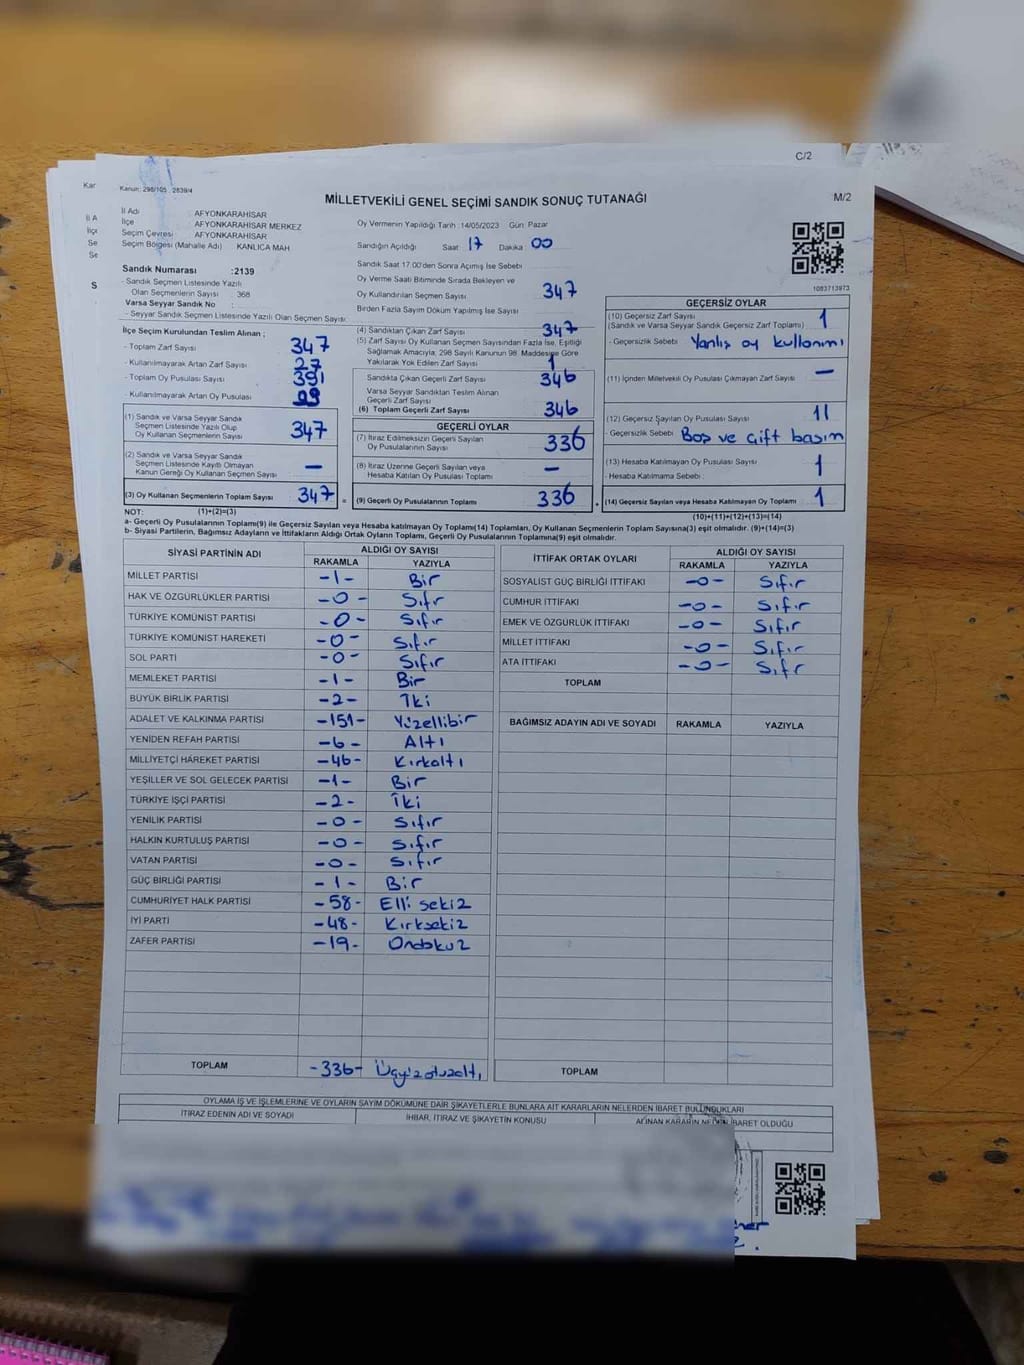 C/2
Kar
Kanun: 298/105 , 2839/4
MİLLETVEKİLİ GENEL SEÇİMİ SANDIK SONUÇ TUTANAĞI
M/2
İl Adı : AFYONKARAHİSAR
İlçe : AFYONKARAHİSAR MERKEZ
Seçim Çevresi : AFYONKARAHİSAR
Seçim Bölgesi (Mahalle Adı) : KANLICA MAH
Oy Vermenin Yapıldığı Tarih :14/05/2023 Gün: Pazar
Sandığın Açıldığı Saat: 17 Dakika 00
Sandık Saat 17.00'den Sonra Açımış İse Sebebi
Sandık Numarası :2139
- Sandık Seçmen Listesinde Yazılı
Olan Seçmenlerin Sayısı : 368
Varsa Seyyar Sandık No :
- Seyyar Sandık Seçmen Listesinde Yazılı Olan Seçmen Sayısı:
Oy Verme Saati Bitiminde Sırada Bekleyen ve
Oy Kullandırılan Seçmen Sayısı 347
Birden Fazla Sayım Döküm Yapılmış İse Sayısı
1083713973
İlçe Seçim Kurulundan Teslim Alınan ;
- Toplam Zarf Sayısı 347
- Kullanılmayarak Artan Zarf Sayısı 27
- Toplam Oy Pusulası Sayısı 391
- Kullanılmayarak Artan Oy Pusulası Sayısı
(1) Sandık ve Varsa Seyyar Sandık
Seçmen Listesinde Yazılı Olup
Oy Kullanan Seçmenlerin Sayısı 347
(2) Sandık ve Varsa Seyyar Sandık
Seçmen Listesinde Kayıtlı Olmayan
Kanun Gereği Oy Kullanan Seçmen Sayısı —
(3) Oy Kullanan Seçmenlerin Toplam Sayısı 347 =
(4) Sandıktan Çıkan Zarf Sayısı 347
(5) Zarf Sayısı Oy Kullanan Seçmen Sayısından Fazla İse, Eşitliği
Sağlamak Amacıyla, 298 Sayılı Kanunun 98. Maddesine Göre
Yakılarak Yok Edilen Zarf Sayısı 1
Sandıkta Çıkan Geçerli Zarf Sayısı 346
Varsa Seyyar Sandıktan Teslim Alınan
Geçerli Zarf Sayısı
(6) Toplam Geçerli Zarf Sayısı 346
GEÇERLİ OYLAR
(7) İtiraz Edilmeksizin Geçerli Sayılan
Oy Pusulalarının Sayısı 336
(8) İtiraz Üzerine Geçerli Sayılan veya
Hesaba Katılan Oy Pusulası Toplamı —
(9) Geçerli Oy Pusulalarının Toplamı 336
GEÇERSİZ OYLAR
(10) Geçersiz Zarf Sayısı
(Sandık ve Varsa Seyyar Sandık Geçersiz Zarf Toplamı) 1
- Geçersizlik Sebebi : Yanlış oy kullanımı
(11) İçinden Milletvekili Oy Pusulası Çıkmayan Zarf Sayısı —
(12) Geçersiz Sayılan Oy Pusulası Sayısı 11
- Geçersizlik Sebebi : Boş ve çift basım
(13) Hesaba Katılmayan Oy Pusulası Sayısı 1
- Hesaba Katılmama Sebebi :
(14) Geçersiz Sayılan veya Hesaba Katılmayan Oy Toplamı 1
NOT: (1)+(2)=(3) (10)+(11)+(12)+(13)=(14)
a- Geçerli Oy Pusulalarının Toplamı(9) ile Geçersiz Sayılan veya Hesaba katılmayan Oy Toplamı(14) Toplamları, Oy Kullanan Seçmenlerin Toplam Sayısına(3) eşit olmalıdır. (9)+(14)=(3)
b- Siyasi Partilerin, Bağımsız Adayların ve İttifakların Aldığı Ortak Oyların Toplamı, Geçerli Oy Pusulalarının Toplamına(9) eşit olmalıdır.
SİYASİ PARTİNİN ADI ALDIĞI OY SAYISI
RAKAMLA YAZIYLA
MİLLET PARTİSİ -1- Bir
HAK VE ÖZGÜRLÜKLER PARTİSİ -0- Sıfır
TÜRKİYE KOMÜNİST PARTİSİ -0- Sıfır
TÜRKİYE KOMÜNİST HAREKETİ -0- Sıfır
SOL PARTİ -0- Sıfır
MEMLEKET PARTİSİ -1- Bir
BÜYÜK BİRLİK PARTİSİ -2- İki
ADALET VE KALKINMA PARTİSİ -151- Yüzellibir
YENİDEN REFAH PARTİSİ -6- Altı
MİLLİYETÇİ HAREKET PARTİSİ -46- Kırkaltı
YEŞİLLER VE SOL GELECEK PARTİSİ -1- Bir
TÜRKİYE İŞÇİ PARTİSİ -2- İki
YENİLİK PARTİSİ -0- Sıfır
HALKIN KURTULUŞ PARTİSİ -0- Sıfır
VATAN PARTİSİ -0- Sıfır
GÜÇ BİRLİĞİ PARTİSİ -1- Bir
CUMHURİYET HALK PARTİSİ -58- Elli sekiz
İYİ PARTİ -48- Kırksekiz
ZAFER PARTİSİ -19- Ondokuz
TOPLAM -336- Üçyüzotuzaltı
İTTİFAK ORTAK OYLARI ALDIĞI OY SAYISI
RAKAMLA YAZIYLA
SOSYALİST GÜÇ BİRLİĞİ İTTİFAKI -0- Sıfır
CUMHUR İTTİFAKI -0- Sıfır
EMEK VE ÖZGÜRLÜK İTTİFAKI -0- Sıfır
MİLLET İTTİFAKI -0- Sıfır
ATA İTTİFAKI -0- Sıfır
TOPLAM
BAĞIMSIZ ADAYIN ADI VE SOYADI RAKAMLA YAZIYLA
TOPLAM
OYLAMA İŞ VE İŞLEMLERİNE VE OYLARIN SAYIM DÖKÜMÜNE DAİR ŞİKAYETLERLE BUNLARA AİT KARARLARIN NELERDEN İBARET BULUNDUKLARI
İTİRAZ EDENİN ADI VE SOYADI İHBAR, İTİRAZ VE ŞİKAYETİN KONUSU ALINAN KARARIN NEDEN İBARET OLDUĞU